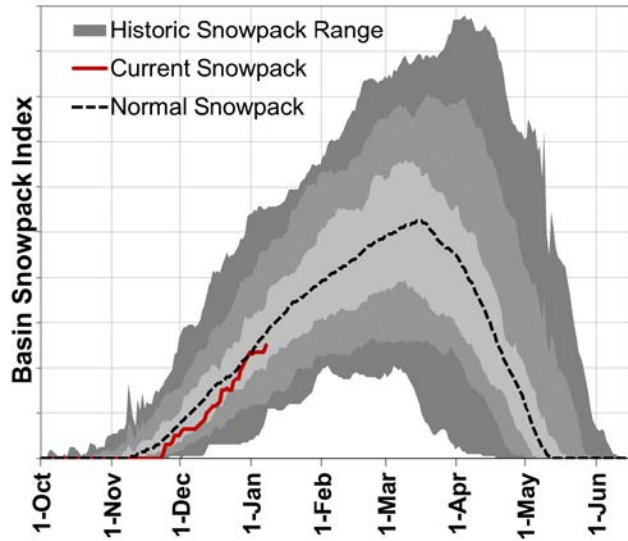 Historic Snowpack Range
Current Snowpack
Normal Snowpack
Basin Snowpack Index
1-Oct
1-Nov
1-Dec
1-Jan
1-Feb
1-Mar
1-Apr
1-May
1-Jun